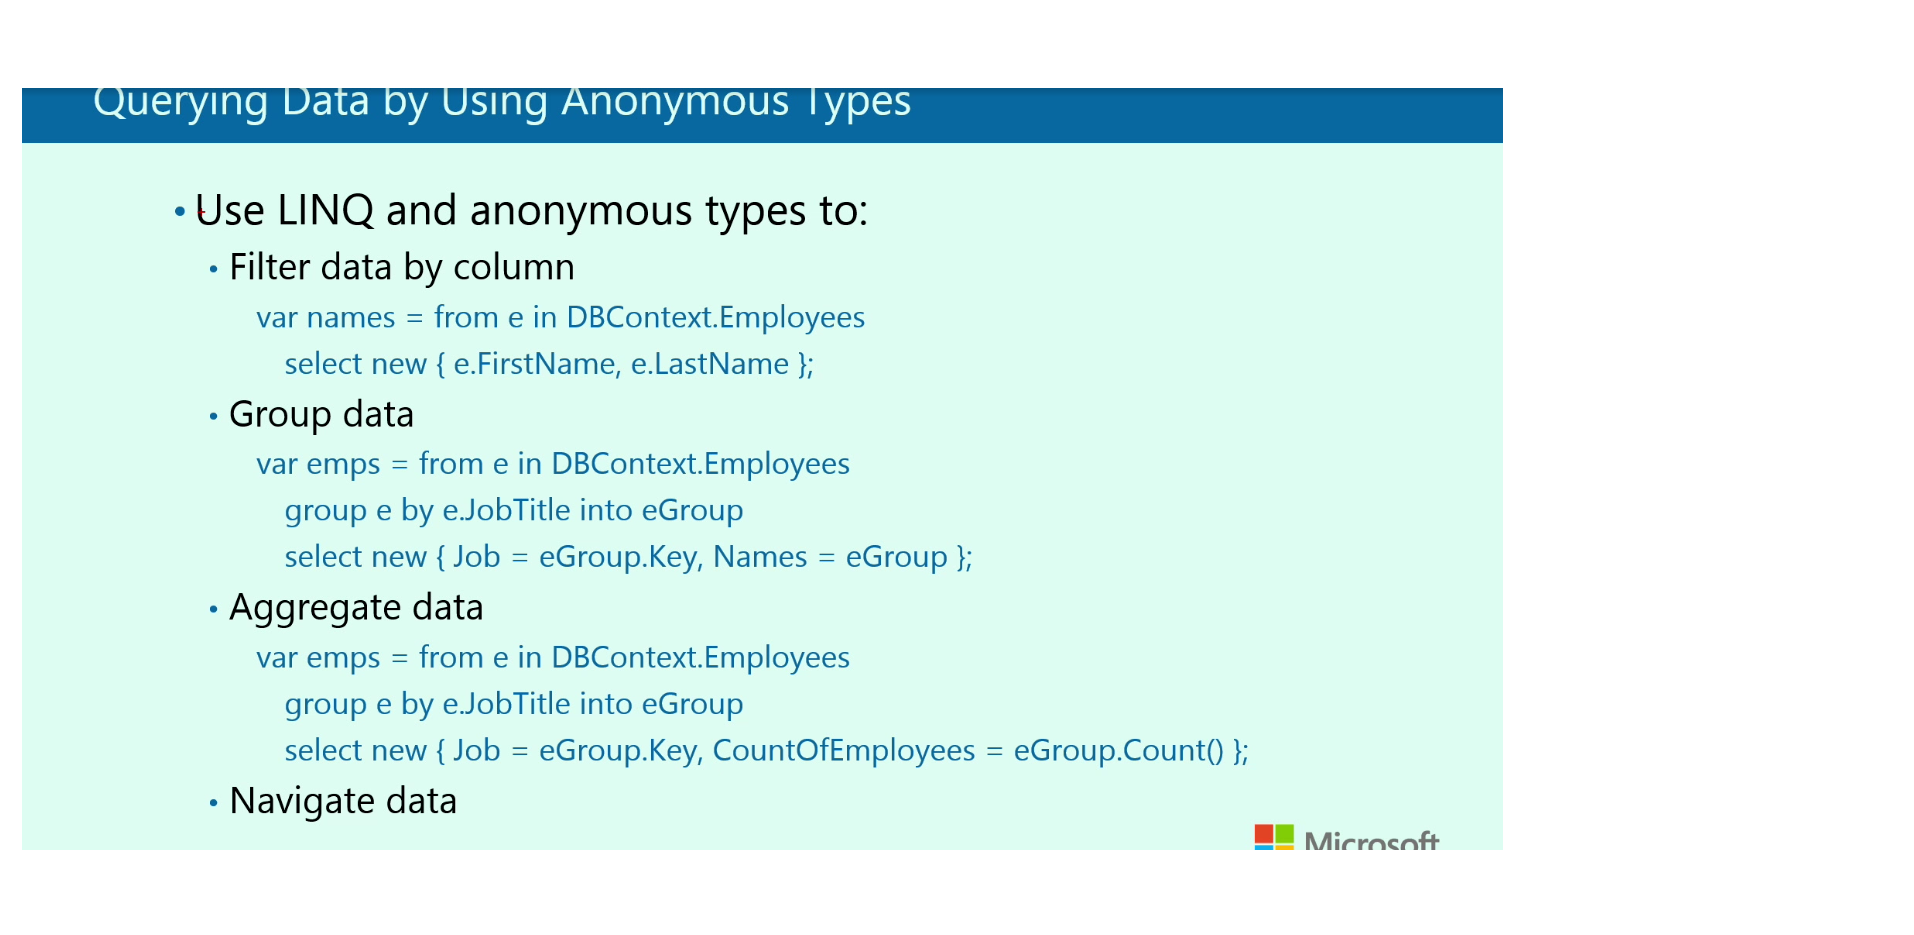 Querying Data by Using Anonymous Types
• Use LINQ and anonymous types to:
• Filter data by column
var names = from e in DBContext.Employees
select new { e.FirstName, e.LastName };
• Group data
var emps = from e in DBContext.Employees
group e by e.JobTitle into eGroup
select new { Job = eGroup.Key, Names = eGroup };
• Aggregate data
var emps = from e in DBContext.Employees
group e by e.JobTitle into eGroup
select new { Job = eGroup.Key, CountOfEmployees = eGroup.Count() };
• Navigate data
Microsoft